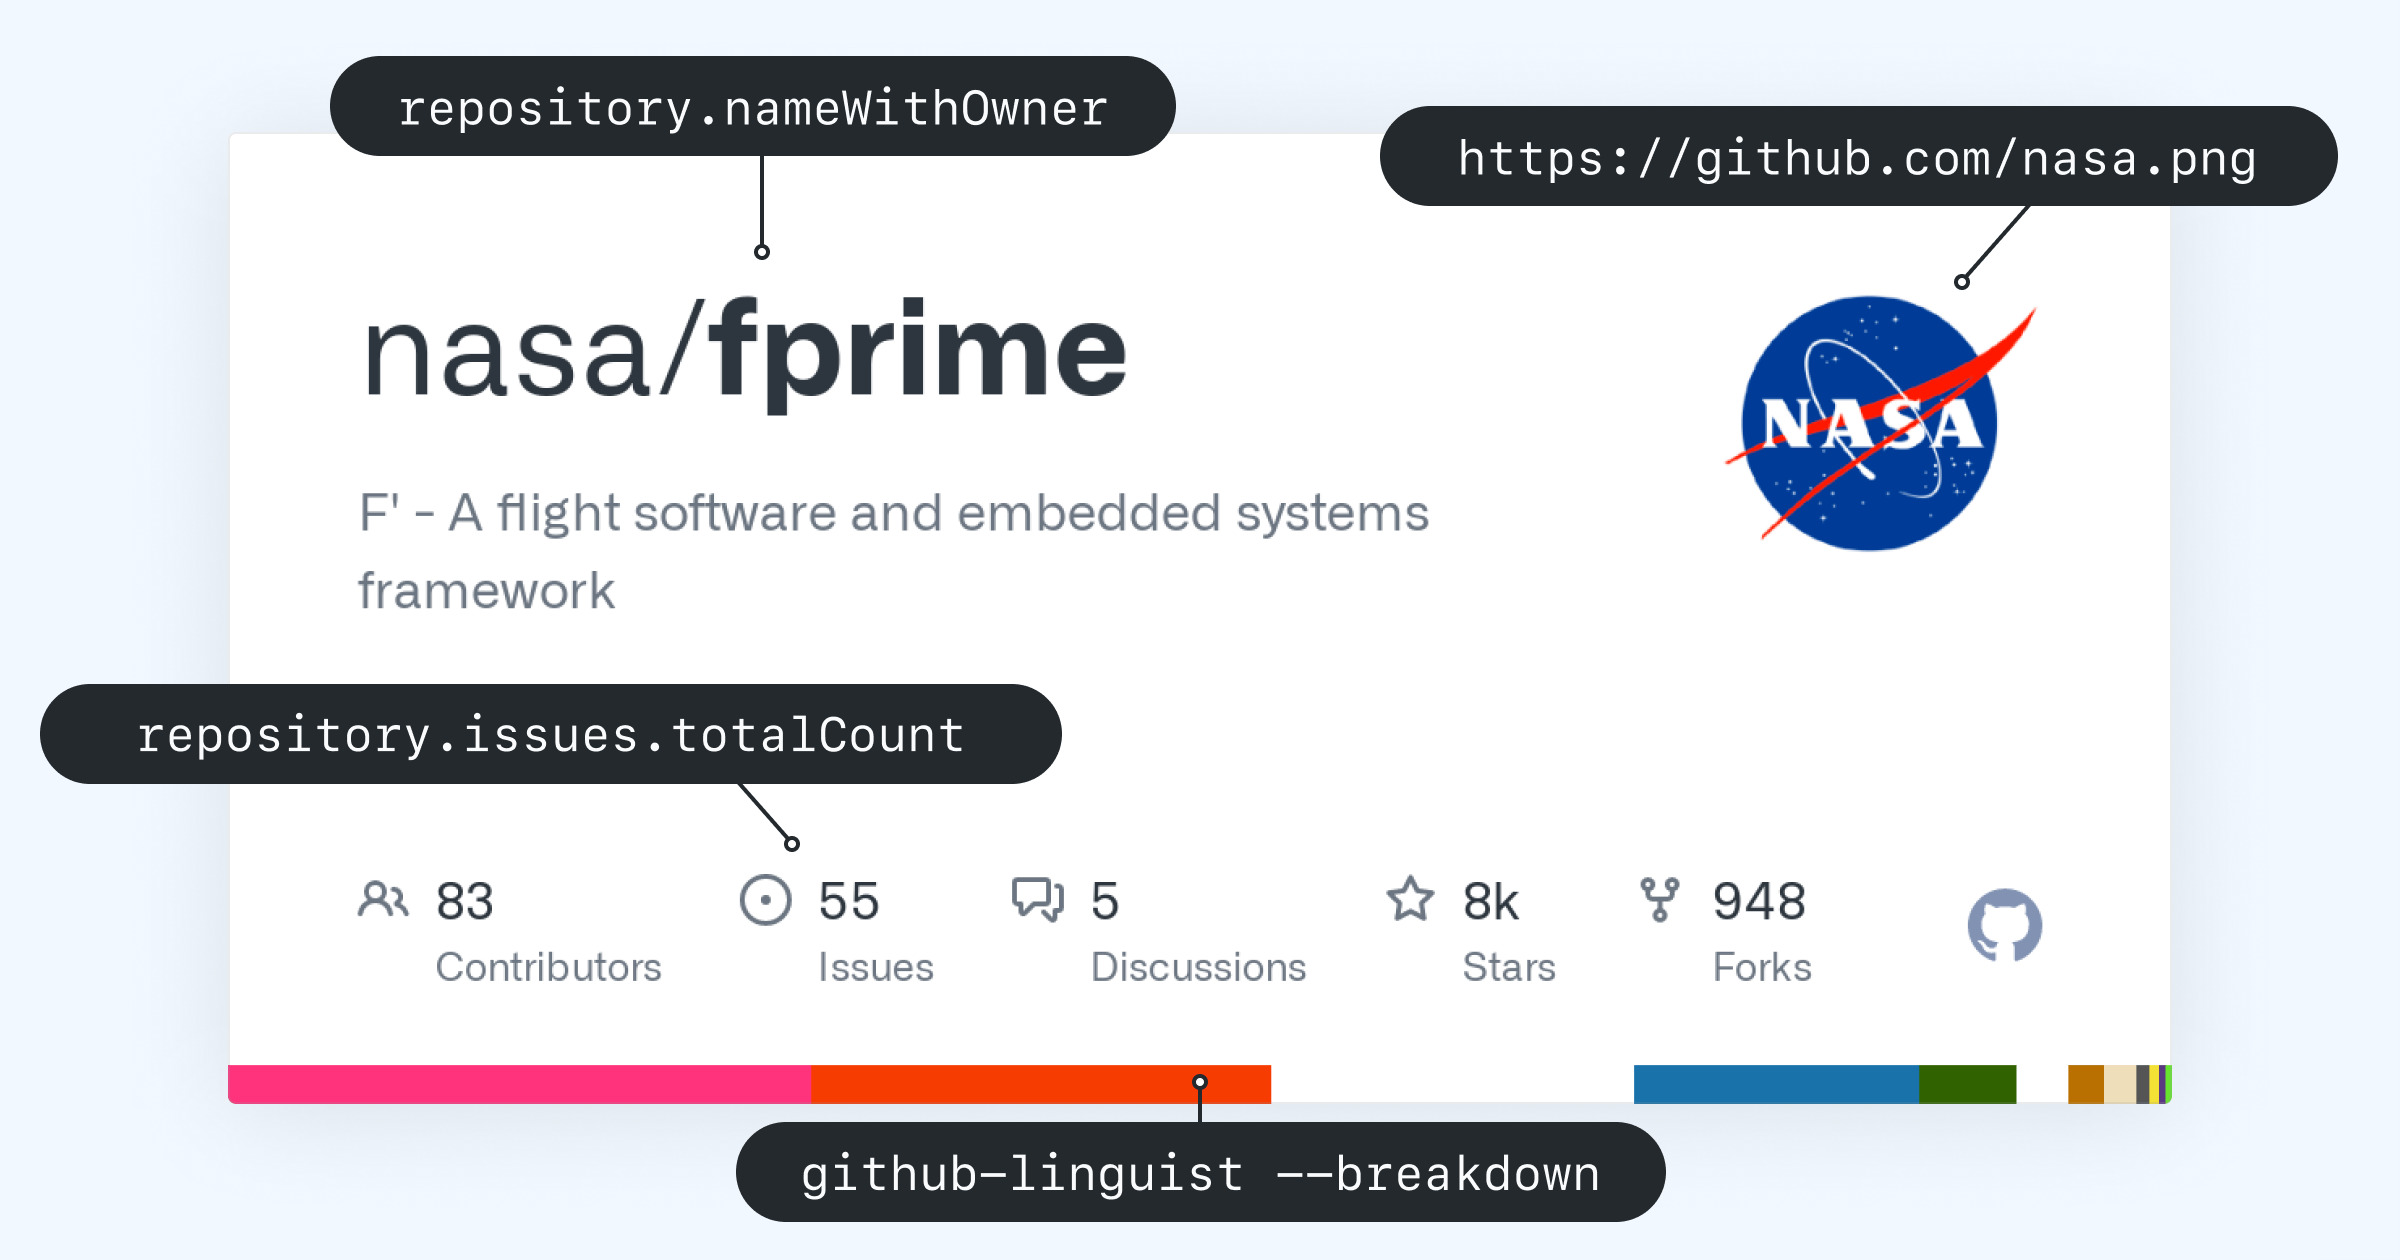 repository.nameWithOwner
https://github.com/nasa.png
nasa/fprime
NASA
F' - A flight software and embedded systems
framework
repository.issues.totalCount
83
Contributors
55
Issues
5
Discussions
8k
Stars
948
Forks
github-linguist --breakdown